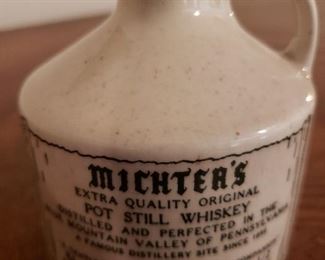 MICHTER'S
EXTRA QUALITY ORIGINAL
POT STILL WHISKEY
DISTILLED AND PERFECTED IN THE
BLUE MOUNTAIN VALLEY OF PENNSYLVANIA
A FAMOUS DISTILLERY SITE SINCE